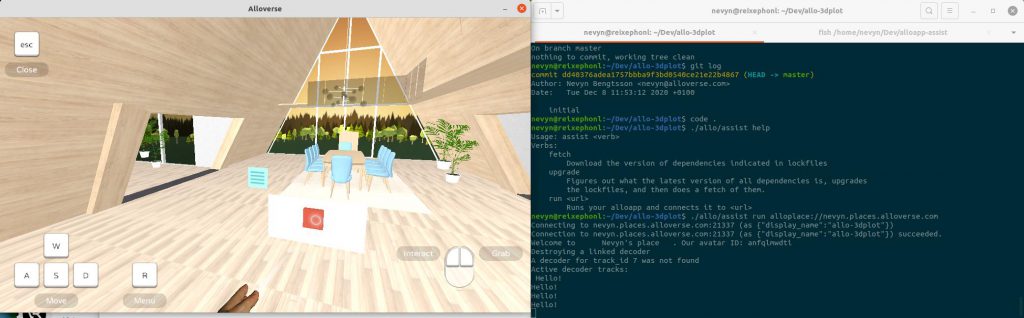 Alloverse
esc
Close
W
A S D
R
Move
Menu
Interact
Grab
nevyn@reixephonl: ~/Dev/allo-3dplot
nevyn@reixephonl: ~/Dev/allo-3dplot
fish /home/nevyn/Dev/alloapp-assist
On branch master
nothing to commit, working tree clean
nevyn@reixephonl:~/Dev/allo-3dplot$ git log
commit dd40376adea1757bbba9f3bd0540ce21e22b4867 (HEAD -> master)
Author: Nevyn Bengtsson <nevyn@alloverse.com>
Date:   Tue Dec 8 11:53:12 2020 +0100
initial
nevyn@reixephonl:~/Dev/allo-3dplot$ code .
nevyn@reixephonl:~/Dev/allo-3dplot$ ./allo/assist help
Usage: assist <verb>
Verbs:
fetch
Download the version of dependencies indicated in lockfiles
upgrade
Figures out what the latest version of all dependencies is, upgrades
the lockfiles, and then does a fetch of them.
run <url>
Runs your alloapp and connects it to <url>
nevyn@reixephonl:~/Dev/allo-3dplot$ ./allo/assist run alloplace://nevyn.places.alloverse.com
Connecting to nevyn.places.alloverse.com:21337 (as {"display_name":"allo-3dplot"})
Connecting to nevyn.places.alloverse.com:21337 (as {"display_name":"allo-3dplot"}) succeeded.
Welcome to Nevyn's place . Our avatar ID: anfqlmwdti
Destroying a linked decoder
A decoder for track_id 7 was not found
Active decoder tracks:
Hello!
Hello!
Hello!
Hello!